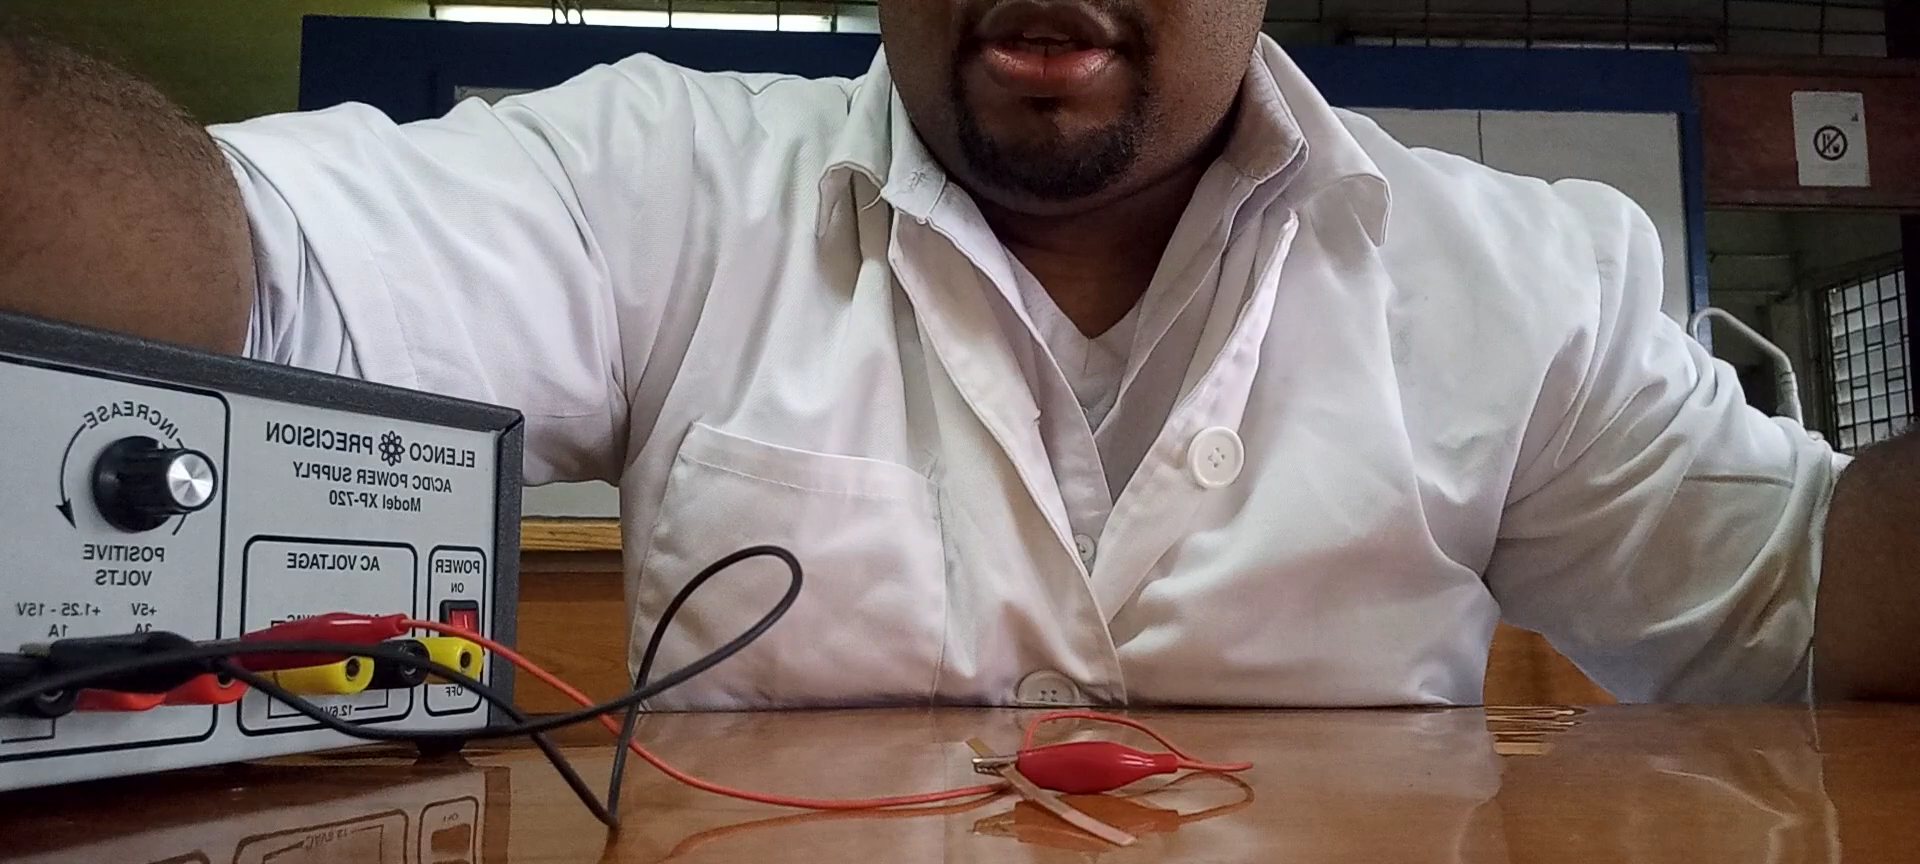 INCREASE
POSITIVE
VOLTS
+5V +1.25 - 15V
3A 1A
ELENCO PRECISION
AC/DC POWER SUPPLY
Model XP-720
AC VOLTAGE
POWER
ON
OFF